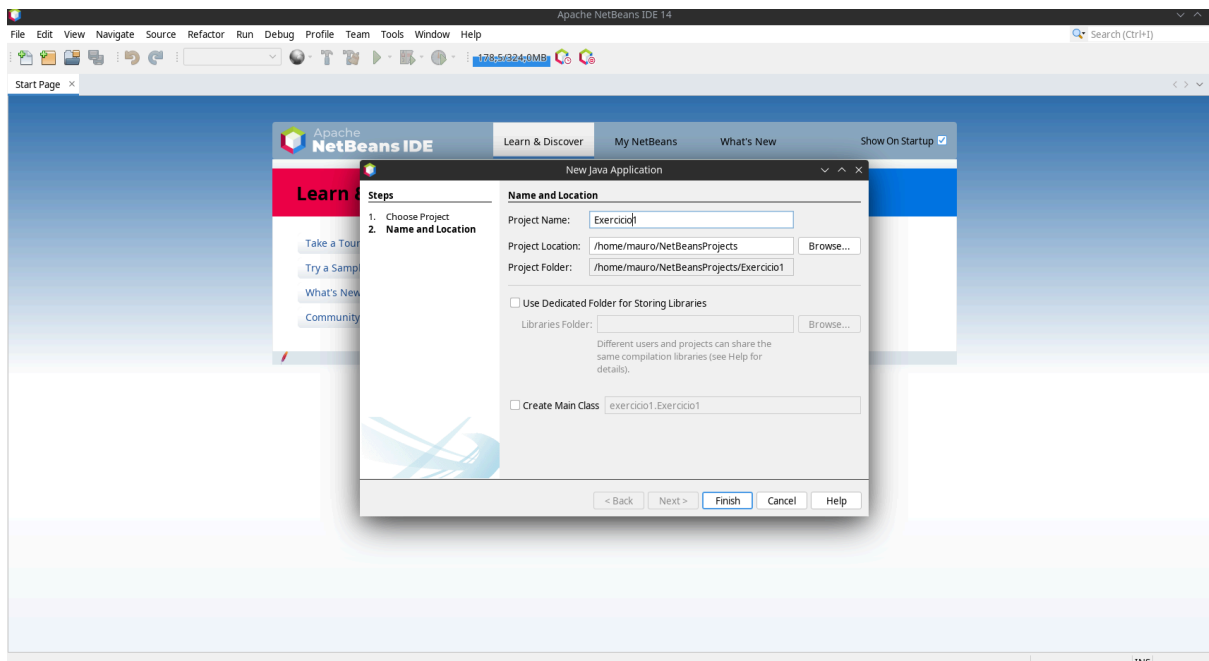 Apache NetBeans IDE 14
File Edit View Navigate Source Refactor Run Debug Profile Team Tools Window Help
Search (Ctrl+I)
178,5/324,0MB
Start Page
Apache
NetBeans IDE
Learn & Discover My NetBeans What's New Show On Startup
Learn &
Take a Tour
Try a Sampl
What's New
Community
New Java Application
Steps
1. Choose Project
2. Name and Location
Name and Location
Project Name: Exercicio1
Project Location: /home/mauro/NetBeansProjects Browse...
Project Folder: /home/mauro/NetBeansProjects/Exercicio1
Use Dedicated Folder for Storing Libraries
Libraries Folder: Browse...
Different users and projects can share the
same compilation libraries (see Help for
details).
Create Main Class exercicio1.Exercicio1
< Back Next > Finish Cancel Help
INS